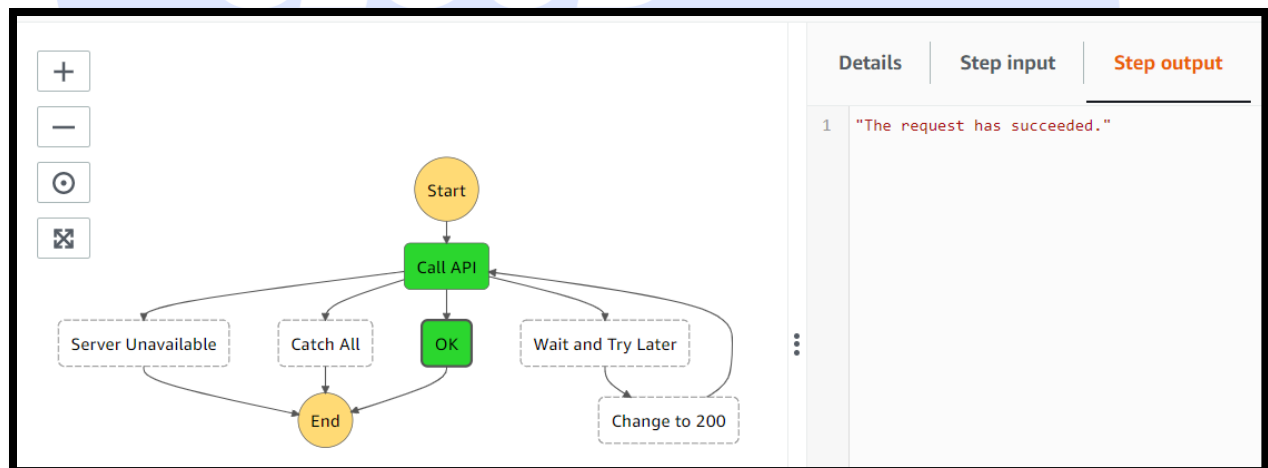 Details
Step input
Step output
1 "The request has succeeded."
Start
Call API
Server Unavailable
Catch All
OK
Wait and Try Later
End
Change to 200